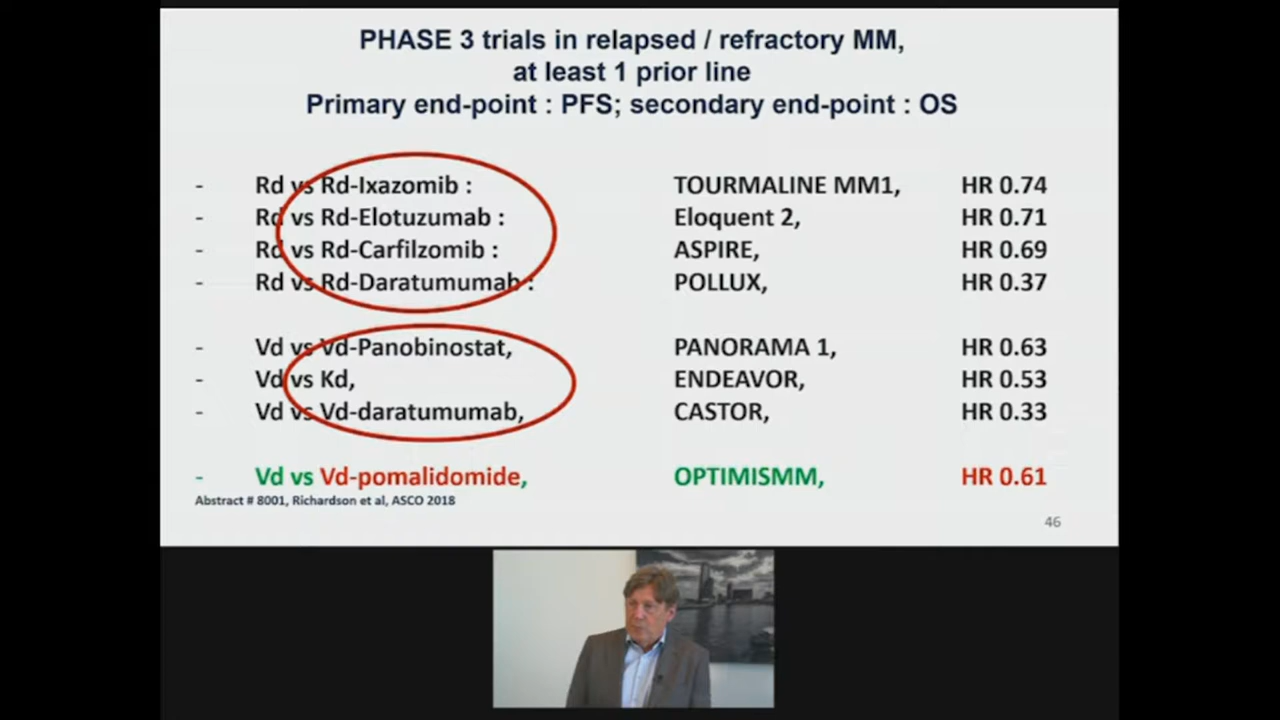 PHASE 3 trials in relapsed / refractory MM,
at least 1 prior line
Primary end-point : PFS; secondary end-point : OS
- Rd vs Rd-Ixazomib : TOURMALINE MM1, HR 0.74
- Rd vs Rd-Elotuzumab : Eloquent 2, HR 0.71
- Rd vs Rd-Carfilzomib : ASPIRE, HR 0.69
- Rd vs Rd-Daratumumab : POLLUX, HR 0.37
- Vd vs Vd-Panobinostat, PANORAMA 1, HR 0.63
- Vd vs Kd, ENDEAVOR, HR 0.53
- Vd vs Vd-daratumumab, CASTOR, HR 0.33
- Vd vs Vd-pomalidomide, OPTIMISMM, HR 0.61
Abstract # 8001, Richardson et al, ASCO 2018
46